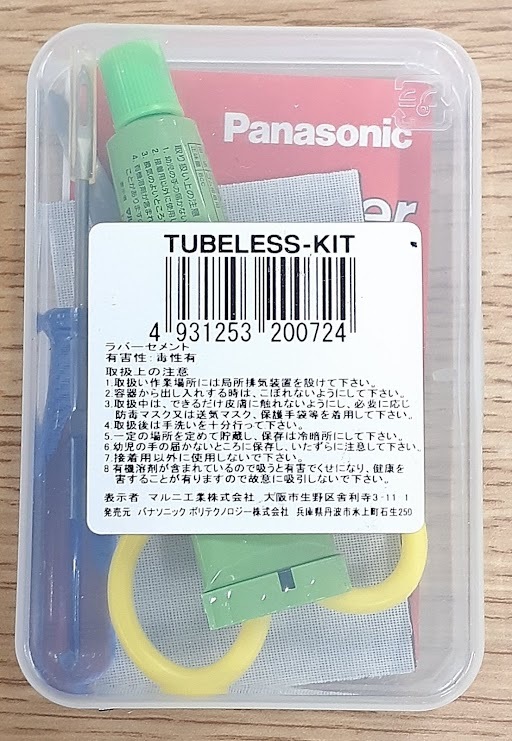 Panasonic
er
取り扱い上の注意
TUBELESS-KIT
4 931253 200724
ラバーセメント
有害性:毒性有
取扱上の注意
1.取扱い作業場所には局所排気装置を設けて下さい。
2.容器から出し入れする時は、こぼれないようにして下さい。
3.取扱中は、できるだけ皮膚に触れないようにし、必要に応じ
防毒マスク又は送気マスク、保護手袋等を着用して下さい。
4.取扱後は手洗いを十分行って下さい。
5.一定の場所を定めて貯蔵し、保存は冷暗所にして下さい。
6 幼児の手の届かないところに保存し、いたずらに注意して下さい。
7.接着用以外に使用しないで下さい。
8 有機溶剤が含まれているので吸うと有害でくせになり、健康を
害することが有りますので故意に吸引しないで下さい。
表示者 マルニ工業株式会社 大阪市生野区舍利寺3-11 1
発売元 パナソニック ポリテクノロジー株式会社 兵庫県丹波市氷上町石生250